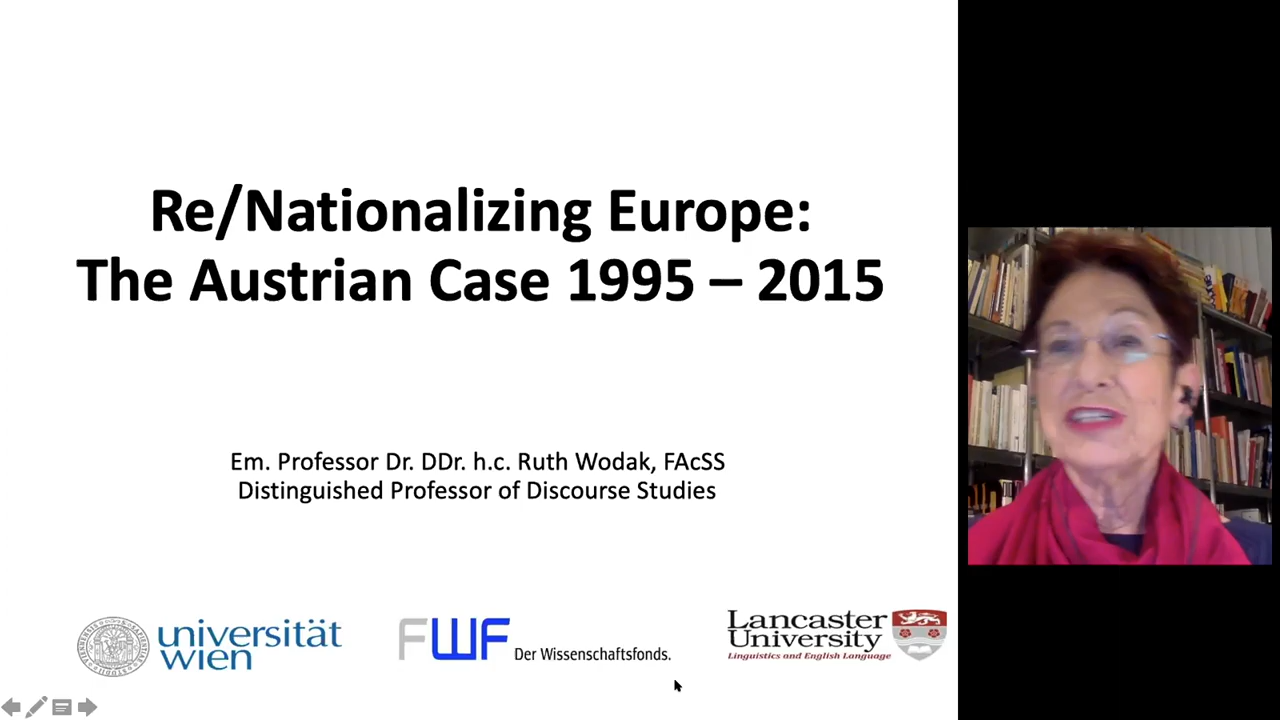 Re/Nationalizing Europe:
The Austrian Case 1995 – 2015
Em. Professor Dr. DDr. h.c. Ruth Wodak, FAcSS
Distinguished Professor of Discourse Studies
universität
wien
FWF Der Wissenschaftsfonds.
Lancaster
University
Linguistics and English Language